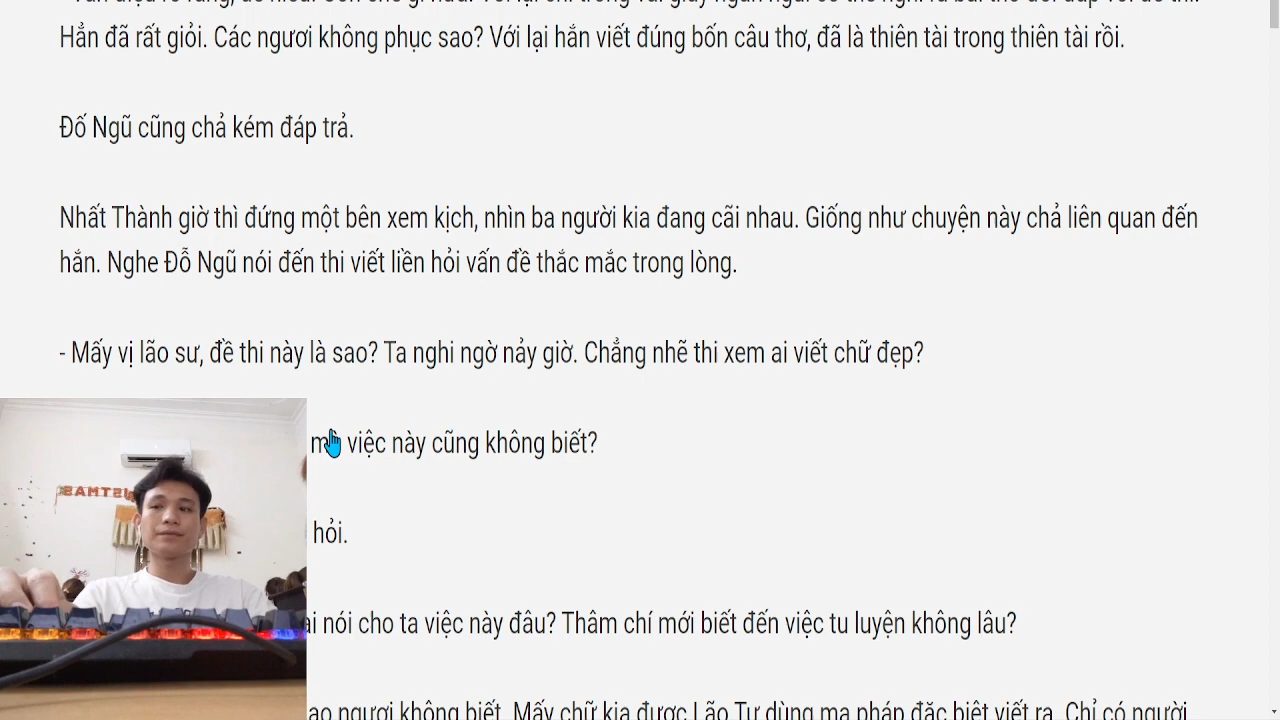 Hẳn đã rất giỏi. Các ngươi không phục sao? Với lại hắn viết đúng bốn câu thơ, đã là thiên tài trong thiên tài rồi.
Đố Ngũ cũng chả kém đáp trả.
Nhất Thành giờ thì đứng một bên xem kịch, nhìn ba người kia đang cãi nhau. Giống như chuyện này chả liên quan đến
hắn. Nghe Đỗ Ngũ nói đến thi viết liền hỏi vấn đề thắc mắc trong lòng.
- Mấy vị lão sư, đề thi này là sao? Ta nghi ngờ nảy giờ. Chẳng nhẽ thi xem ai viết chữ đẹp?
việc này cũng không biết?
hỏi.
nói cho ta việc này đâu? Thâm chí mới biết đến việc tu luyện không lâu?
ngươi không biết. Mấy chữ kia được Lão Tư dùng ma pháp đặc biệt viết ra. Chỉ có người